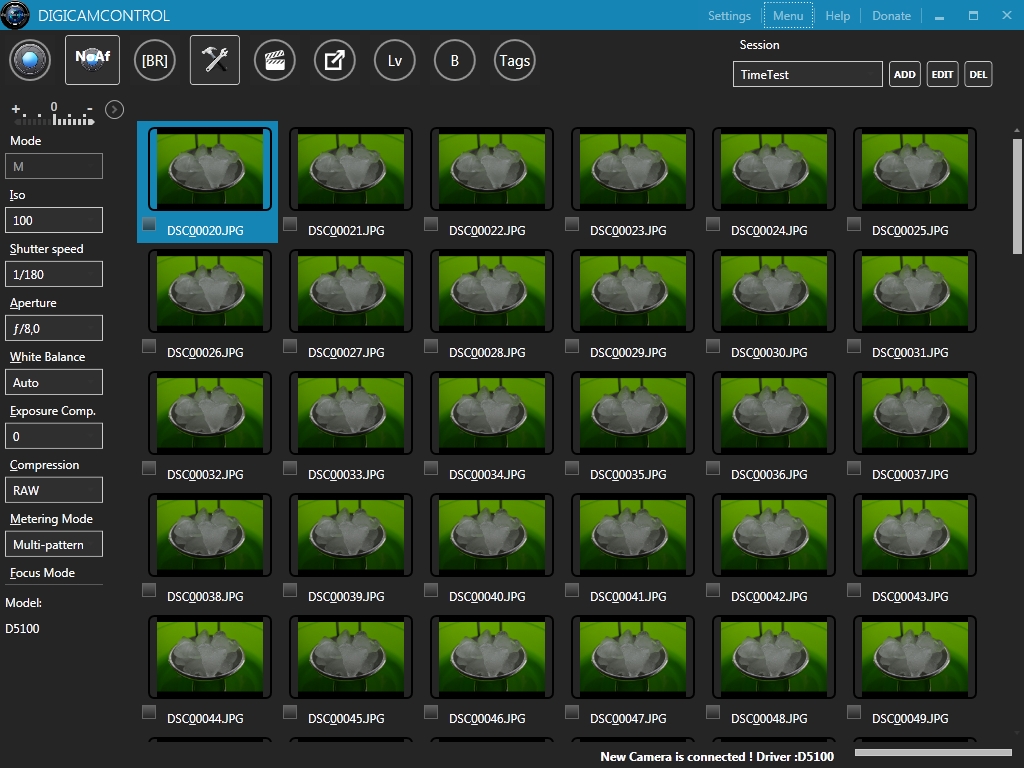 DIGICAMCONTROL
Settings Menu Help Donate
NoAf [BR] Lv B Tags
Session
TimeTest ADD EDIT DEL
+ 0 -
Mode
M
Iso
100
Shutter speed
1/180
Aperture
ƒ/8,0
White Balance
Auto
Exposure Comp.
0
Compression
RAW
Metering Mode
Multi-pattern
Focus Mode
Model:
D5100
DSC00020.JPG DSC00021.JPG DSC00022.JPG DSC00023.JPG DSC00024.JPG DSC00025.JPG
DSC00026.JPG DSC00027.JPG DSC00028.JPG DSC00029.JPG DSC00030.JPG DSC00031.JPG
DSC00032.JPG DSC00033.JPG DSC00034.JPG DSC00035.JPG DSC00036.JPG DSC00037.JPG
DSC00038.JPG DSC00039.JPG DSC00040.JPG DSC00041.JPG DSC00042.JPG DSC00043.JPG
DSC00044.JPG DSC00045.JPG DSC00046.JPG DSC00047.JPG DSC00048.JPG DSC00049.JPG
New Camera is connected ! Driver :D5100